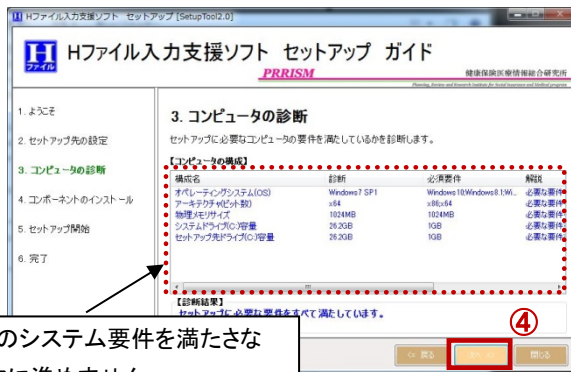 Hファイル入力支援ソフト セットアップ [SetupTool2.0]
H
ファイル
Hファイル入力支援ソフト セットアップ ガイド
PRRISM
健康保険医療情報総合研究所
Planning, Review and Research Institute for Social insurance and Medical program
1. ようこそ
2. セットアップ先の設定
3. コンピュータの診断
4. コンポーネントのインストール
5. セットアップ開始
6. 完了
3. コンピュータの診断
セットアップに必要なコンピュータの要件を満たしているかを診断します。
【コンピュータの構成】
構成名 診断 必須要件 解説
オペレーティングシステム(OS) Windows7 SP1 Windows10;Windows8.1;Wi... 必要な要件
アーキテクチャ(ビット数) x64 x86;x64 必要な要件
物理メモリサイズ 1024MB 1024MB 必要な要件
システムドライブ(C:)容量 26.2GB 1GB 必要な要件
セットアップ先ドライブ(C:)容量 26.2GB 1GB 必要な要件
【診断結果】
セットアップに必要な要件をすべて満たしています。
のシステム要件を満たさな
に進めません
④
<< 戻る
次へ >>
閉じる